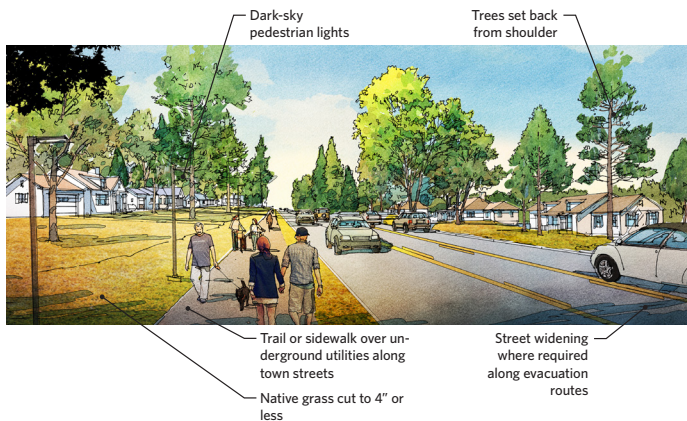 Dark-sky
pedestrian lights
Trees set back
from shoulder
Trail or sidewalk over un-
derground utilities along
town streets
Native grass cut to 4” or
less
Street widening
where required
along evacuation
routes